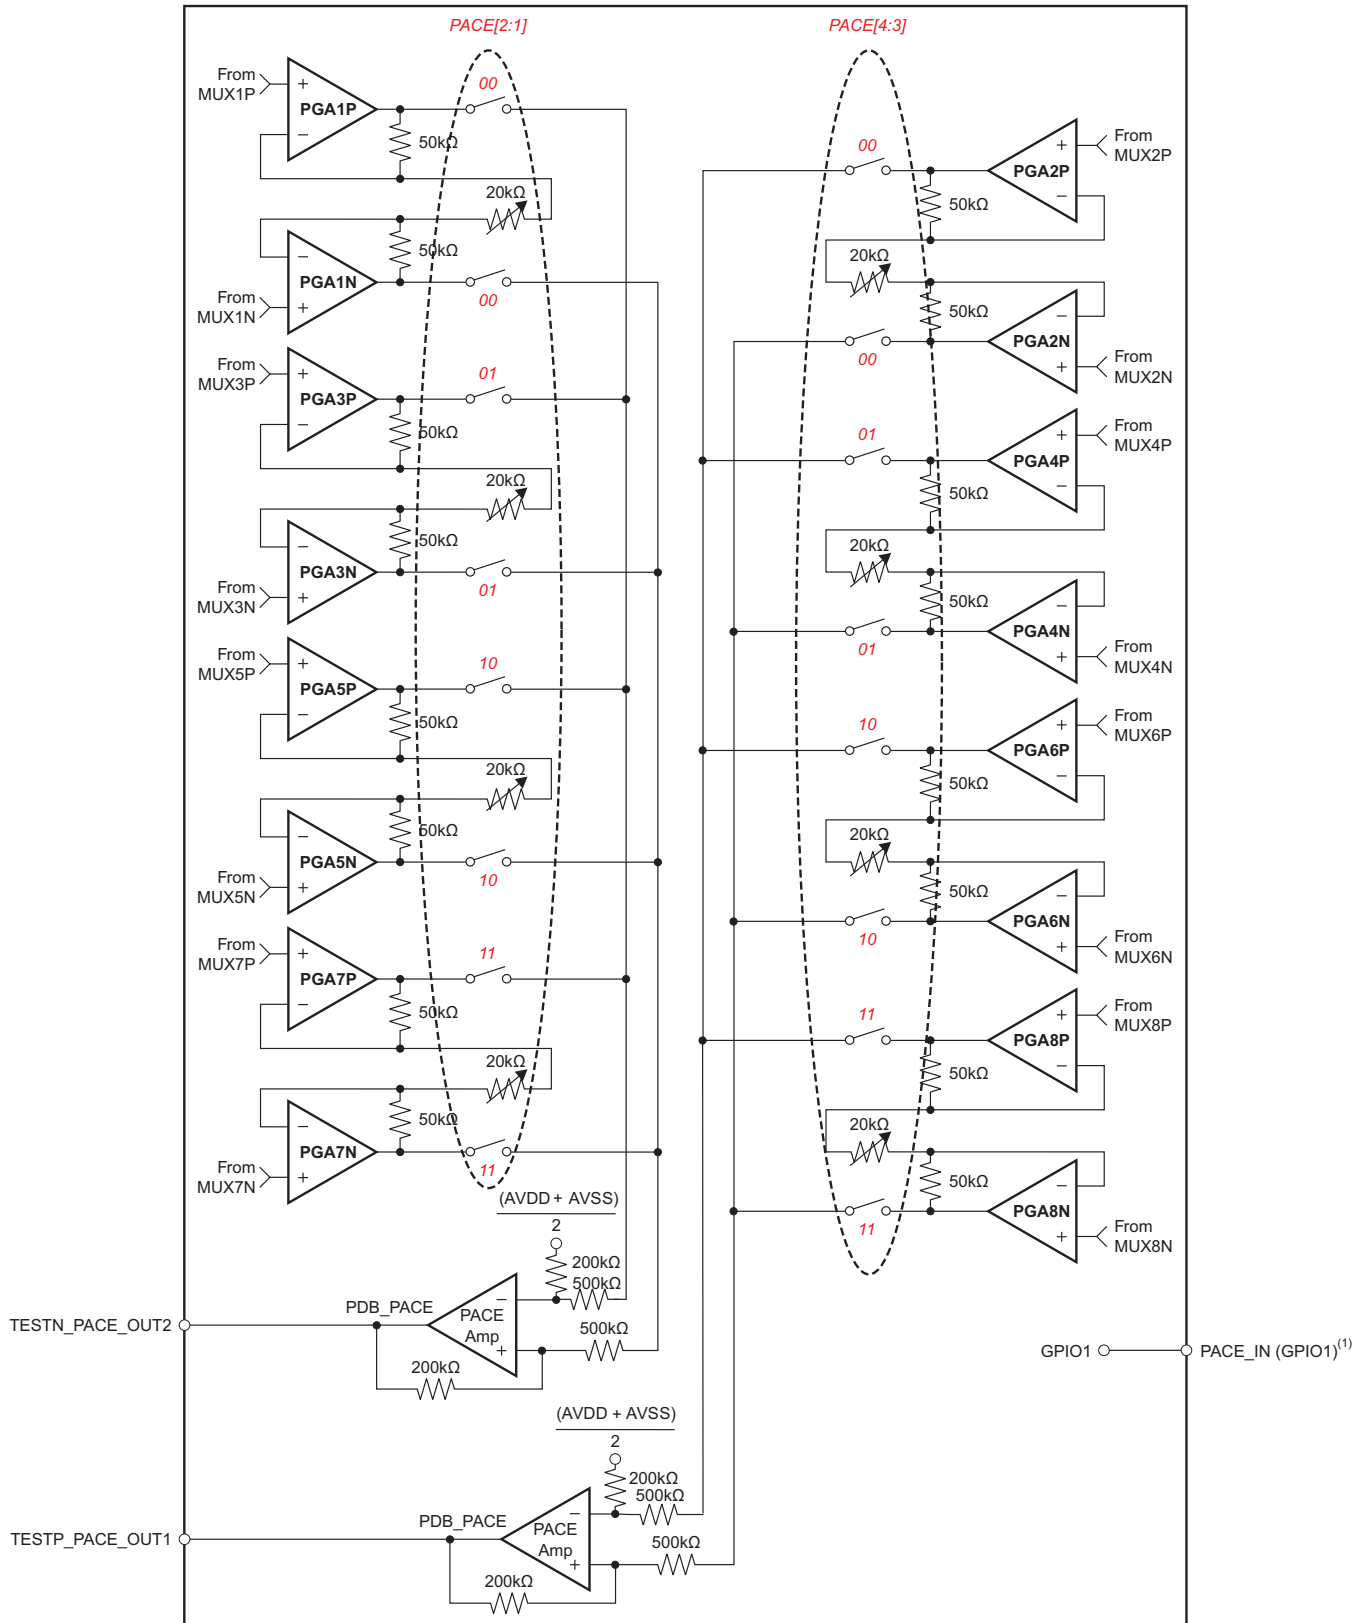 PACE[2:1]
PACE[4:3]
From
MUX1P
+
PGA1P
−
50kΩ
00
20kΩ
−
PGA1N
+
From
MUX1N
50kΩ
00
From
MUX3P
+
PGA3P
−
50kΩ
01
20kΩ
−
PGA3N
+
From
MUX3N
50kΩ
01
From
MUX5P
+
PGA5P
−
50kΩ
10
20kΩ
−
PGA5N
+
From
MUX5N
50kΩ
10
From
MUX7P
+
PGA7P
−
50kΩ
11
20kΩ
−
PGA7N
+
From
MUX7N
50kΩ
11
00
+
PGA2P
−
From
MUX2P
50kΩ
20kΩ
50kΩ
−
PGA2N
+
From
MUX2N
00
01
+
PGA4P
−
From
MUX4P
50kΩ
20kΩ
50kΩ
−
PGA4N
+
From
MUX4N
01
10
+
PGA6P
−
From
MUX6P
50kΩ
20kΩ
50kΩ
−
PGA6N
+
From
MUX6N
10
11
+
PGA8P
−
From
MUX8P
50kΩ
20kΩ
50kΩ
−
PGA8N
+
From
MUX8N
11
(AVDD + AVSS)
2
200kΩ
500kΩ
TESTN_PACE_OUT2
PDB_PACE
−
PACE
Amp
+
500kΩ
200kΩ
GPIO1
PACE_IN (GPIO1)(1)
(AVDD + AVSS)
2
200kΩ
500kΩ
TESTP_PACE_OUT1
PDB_PACE
−
PACE
Amp
+
500kΩ
200kΩ